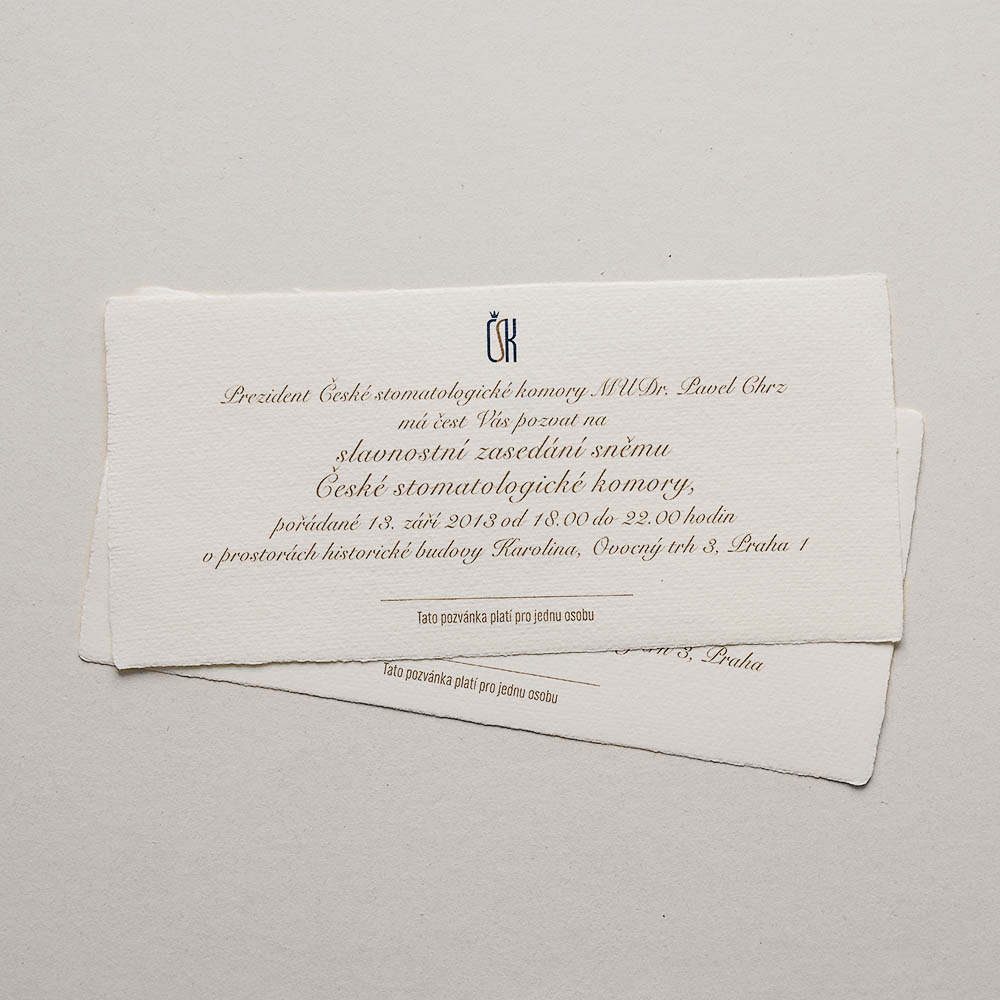 ČSK
Prezident České stomatologické komory MUDr. Pavel Chrz
má čest Vás pozvat na
slavnostní zasedání sněmu
České stomatologické komory,
pořádané 13. září 2013 od 18.00 do 22.00 hodin
v prostorách historické budovy Karolina, Ovocný trh 3, Praha 1
Tato pozvánka platí pro jednu osobu
3, Praha
Tato pozvánka platí pro jednu osobu